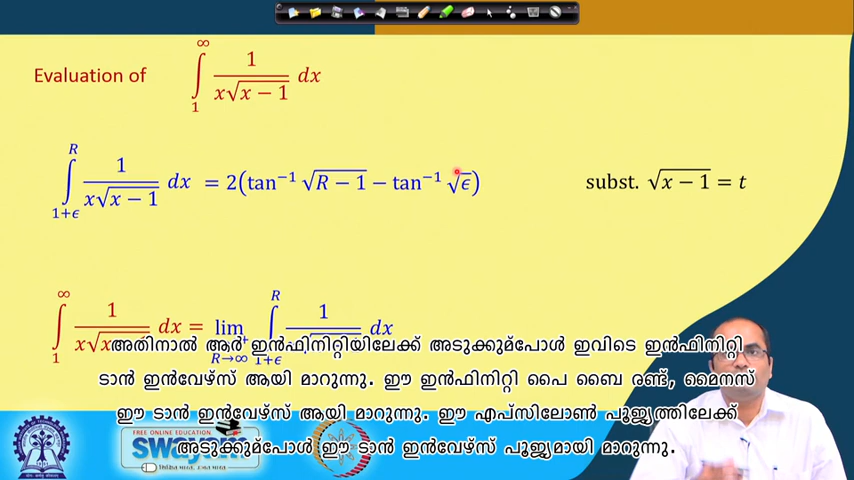 Evaluation of ∫₁^∞ 1/(x√(x − 1)) dx
∫_{1+ϵ}^R 1/(x√(x − 1)) dx = 2(tan⁻¹ √(R − 1) − tan⁻¹ √ϵ)
subst. √(x − 1) = t
∫₁^∞ 1/(x√x dx = lim R→∞ ∫_{1+ϵ}^R 1/ dx
അതിനാൽ ആർ ഇൻഫിനിറ്റിയിലേക്ക് അടുക്കുമ്പോൾ ഇവിടെ ഇൻഫിനിറ്റി
ടാൻ ഇൻവേഴ്സ് ആയി മാറുന്നു. ഈ ഇൻഫിനിറ്റി പൈ ബൈ രണ്ട്, മൈനസ്
ഈ ടാൻ ഇൻവേഴ്സ് ആയി മാറുന്നു. ഈ എപ്സിലോൺ പൂജ്യത്തിലേക്ക്
അടുക്കുമ്പോൾ ഈ ടാൻ ഇൻവേഴ്സ് പൂജ്യമായി മാറുന്നു.
FREE ONLINE EDUCATION
SWAYAM